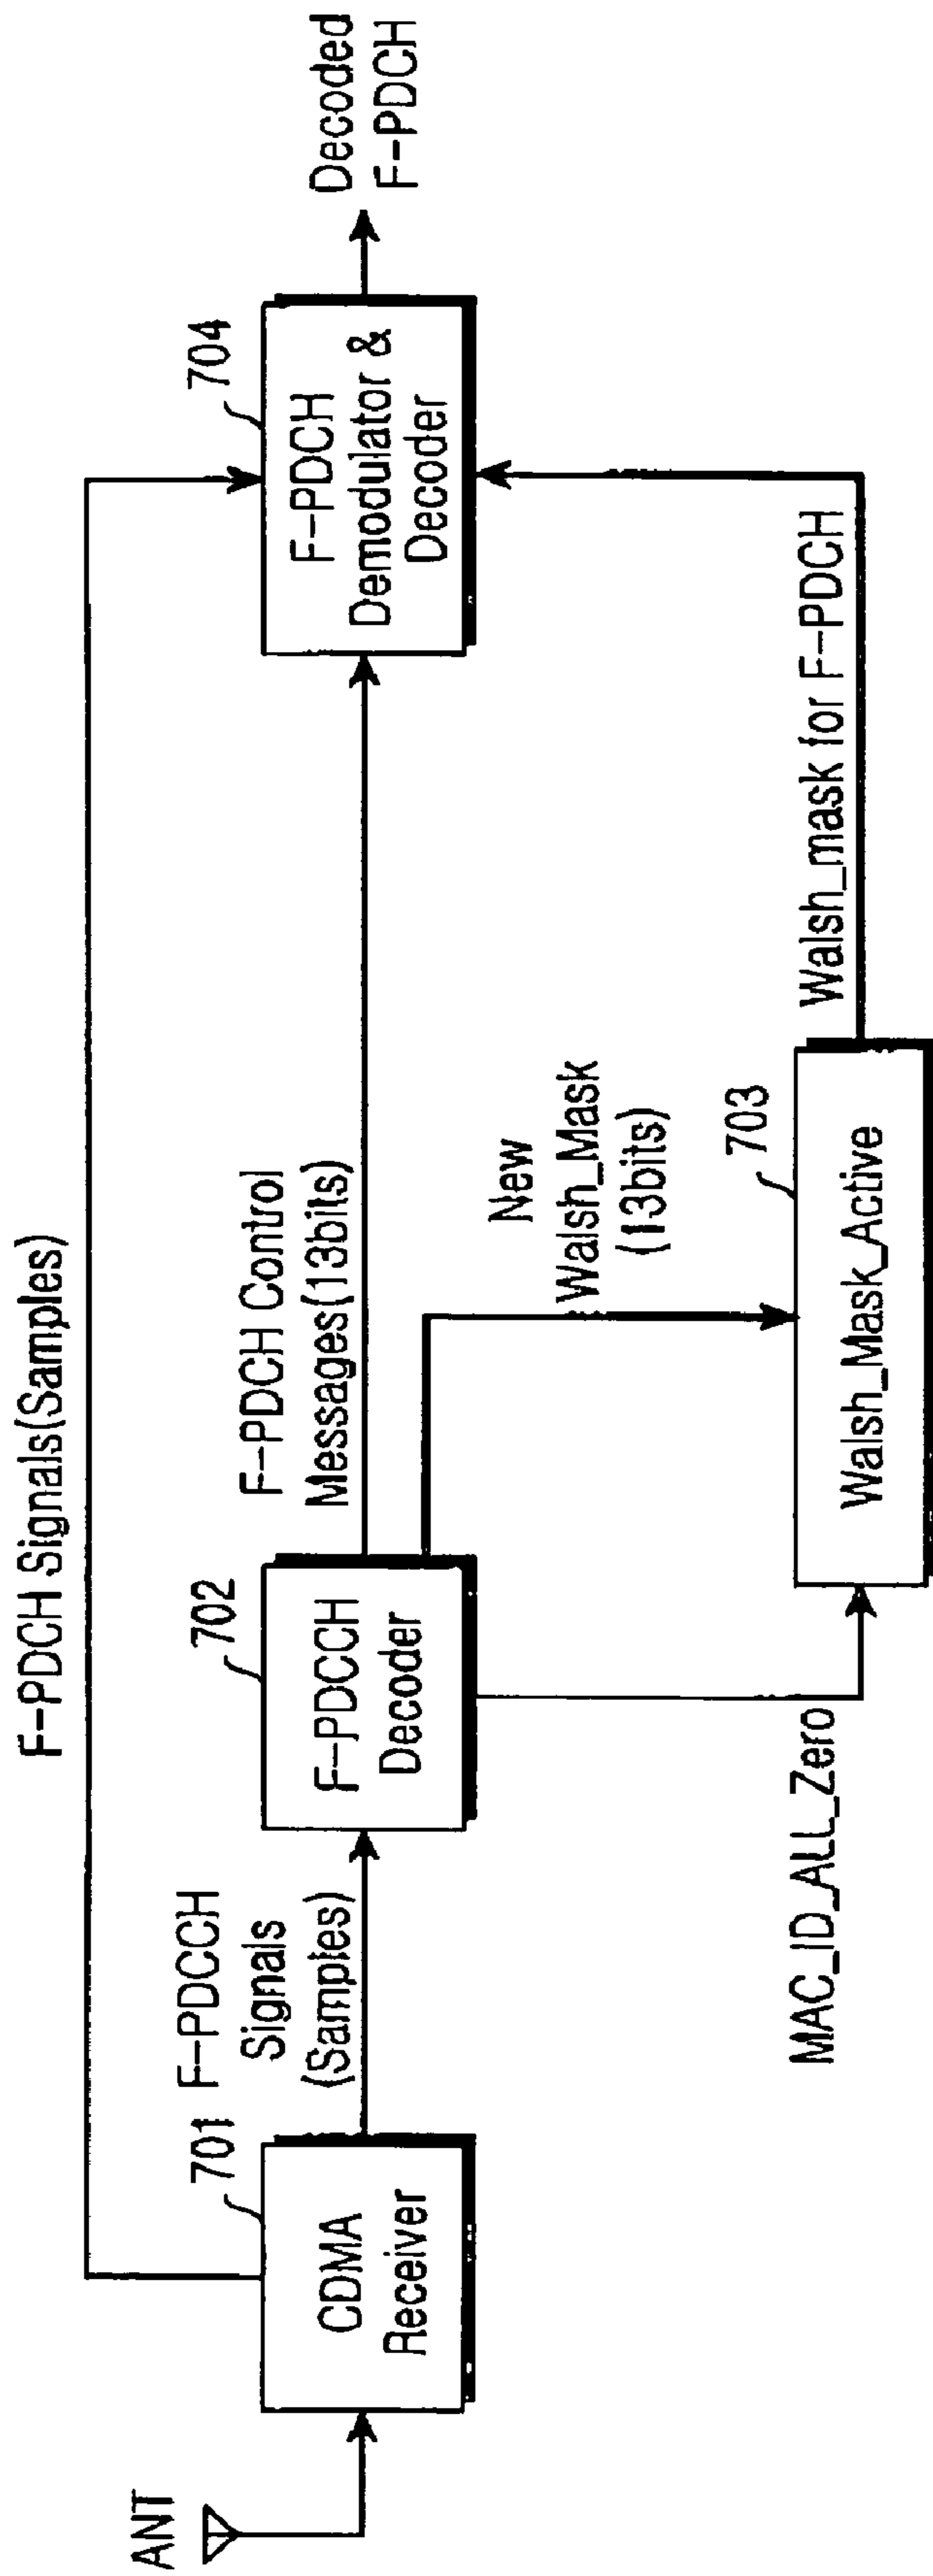 F-PDCH Signals(Samples)
ANT
701
CDMA
Receiver
F-PDCCH
Signals
(Samples)
702
F-PDCCH
Decoder
F-PDCH Control
Messages(13bits)
704
F-PDCH
Demodulator &
Decoder
Decoded
F-PDCH
New
Walsh_Mask
(13bits)
MAC_ID_ALL_Zero
703
Walsh_Mask_Active
Walsh_mask for F-PDCH